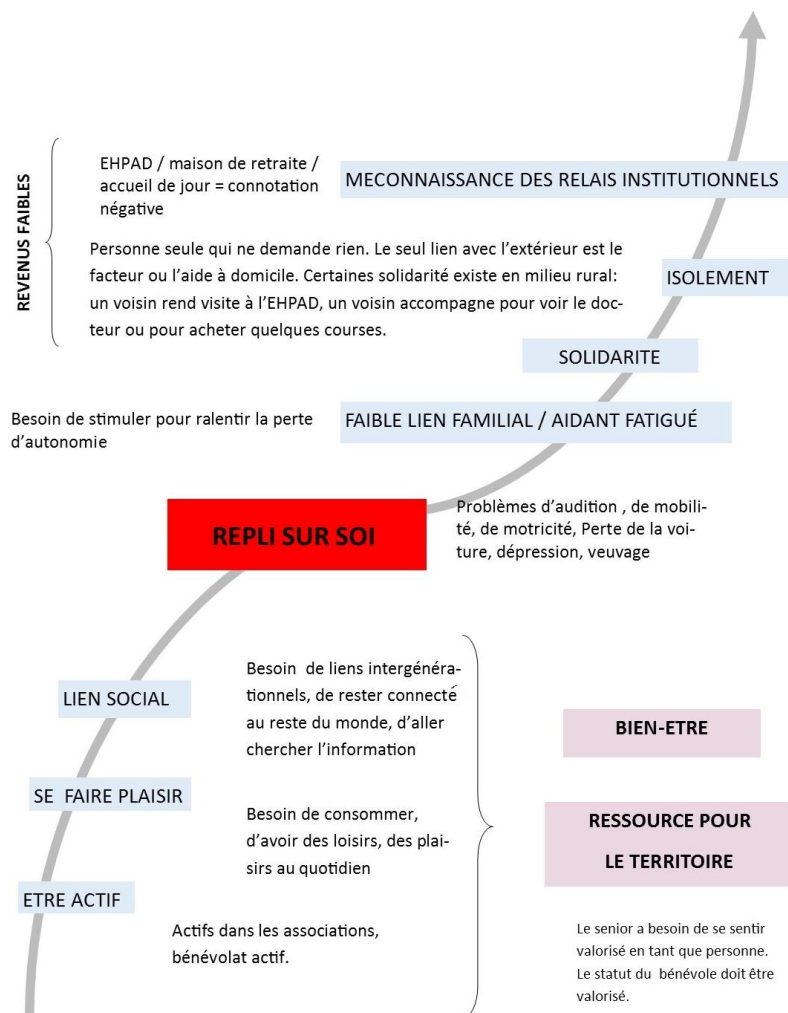 REVENUS FAIBLES
EHPAD / maison de retraite /
accueil de jour = connotation
négative
MECONNAISSANCE DES RELAIS INSTITUTIONNELS
Personne seule qui ne demande rien. Le seul lien avec l’extérieur est le
facteur ou l’aide à domicile. Certaines solidarité existe en milieu rural:
un voisin rend visite à l’EHPAD, un voisin accompagne pour voir le doc-
teur ou pour acheter quelques courses.
ISOLEMENT
SOLIDARITE
Besoin de stimuler pour ralentir la perte
d’autonomie
FAIBLE LIEN FAMILIAL / AIDANT FATIGUÉ
REPLI SUR SOI
Problèmes d’audition , de mobili-
té, de motricité, Perte de la voi-
ture, dépression, veuvage
LIEN SOCIAL
Besoin de liens intergénéra-
tionnels, de rester connecté
au reste du monde, d’aller
chercher l’information
BIEN-ETRE
SE FAIRE PLAISIR
Besoin de consommer,
d’avoir des loisirs, des plai-
sirs au quotidien
RESSOURCE POUR
LE TERRITOIRE
ETRE ACTIF
Actifs dans les associations,
bénévolat actif.
Le senior a besoin de se sentir
valorisé en tant que personne.
Le statut du bénévole doit être
valorisé.